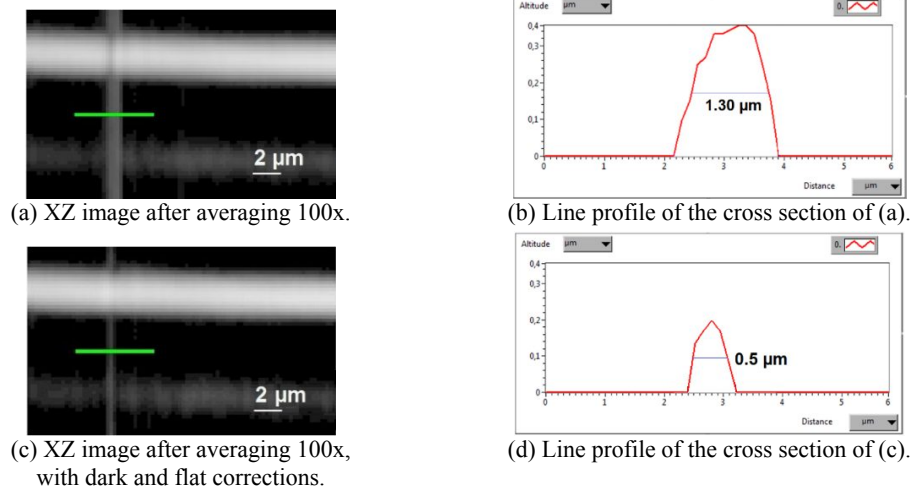 Altitude μm 0.
0,4
0,3
0,2
0,1
0
1.30 μm
0 1 2 3 4 5 6
Distance μm
2 μm
(a) XZ image after averaging 100x.
(b) Line profile of the cross section of (a).
Altitude μm 0.
0,4
0,3
0,2
0,1
0
0.5 μm
0 1 2 3 4 5 6
Distance μm
2 μm
(c) XZ image after averaging 100x,
with dark and flat corrections.
(d) Line profile of the cross section of (c).